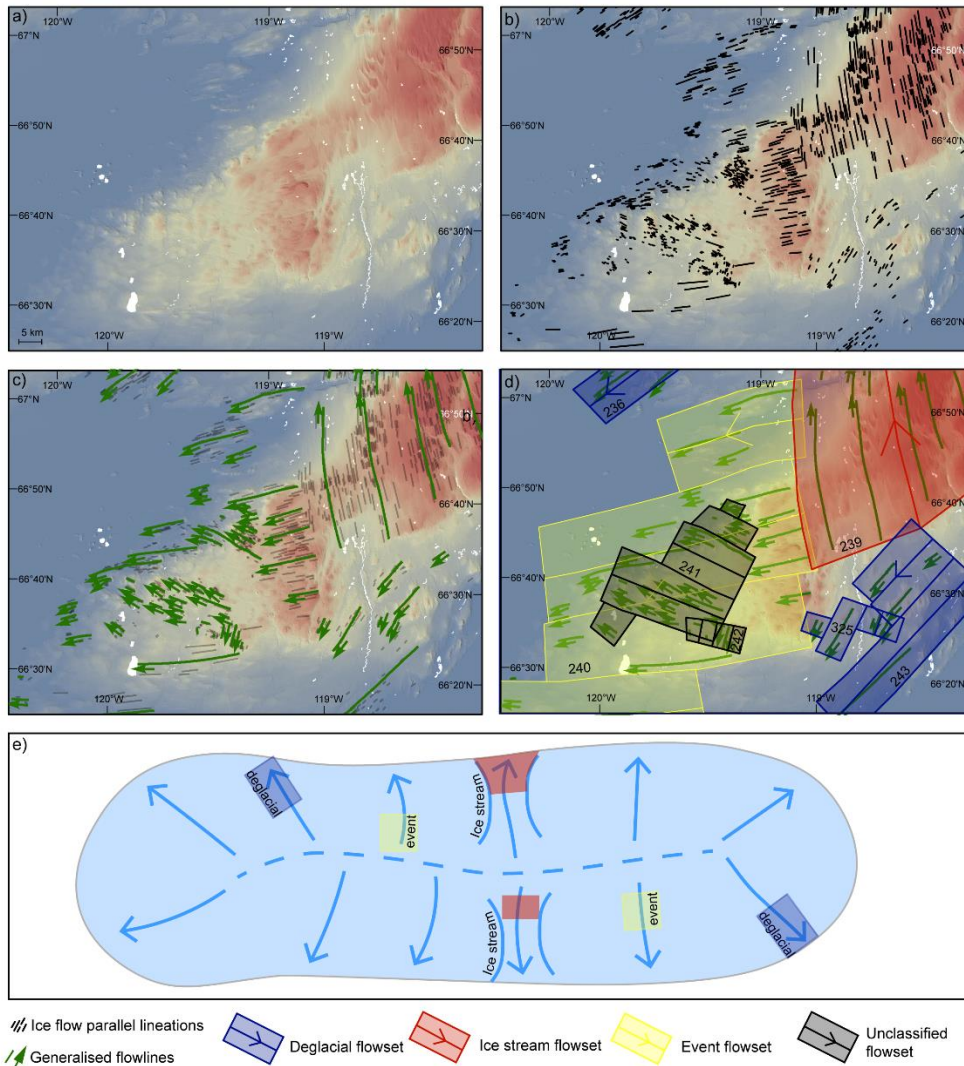 a)
120°W
119°W
67°N
66°50'N
66°50'N
66°40'N
66°40'N
66°30'N
66°20'N
5 km
120°W
119°W
b)
120°W
119°W
67°N
66°50'N
66°50'N
66°40'N
66°40'N
66°30'N
66°20'N
120°W
119°W
c)
120°W
119°W
67°N
b)
66°50'N
66°50'N
66°40'N
66°40'N
66°30'N
66°30'N
66°20'N
120°W
119°W
d)
120°W
119°W
67°N
236
66°50'N
66°50'N
66°40'N
239
66°40'N
241
66°30'N
325
242
66°30'N
240
243
66°20'N
120°W
119°W
e)
deglacial
event
Ice stream
Ice stream
event
deglacial
Ice flow parallel lineations
Generalised flowlines
Deglacial flowset
Ice stream flowset
Event flowset
Unclassified
flowset